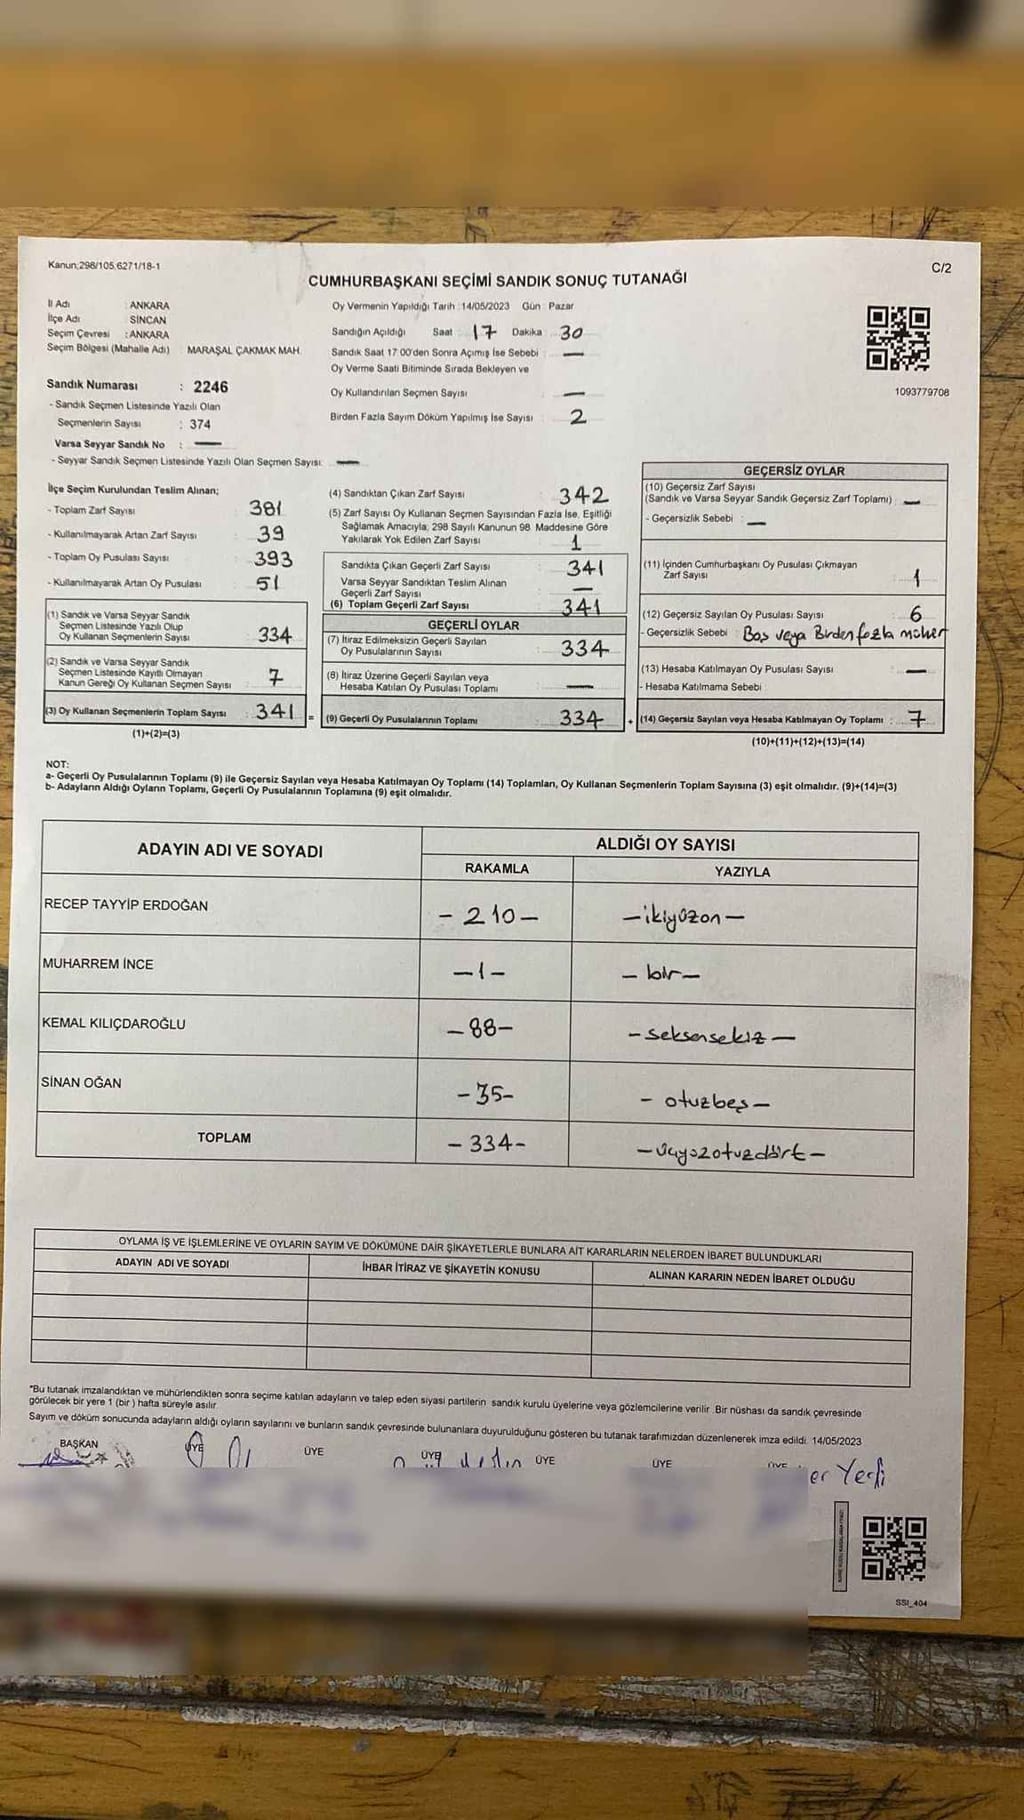 Kanun;298/105,6271/18-1
C/2
CUMHURBAŞKANI SEÇİMİ SANDIK SONUÇ TUTANAĞI
İl Adı : ANKARA
İlçe Adı : SİNCAN
Seçim Çevresi : ANKARA
Seçim Bölgesi (Mahalle Adı) MARAŞAL ÇAKMAK MAH.
Sandık Numarası : 2246
- Sandık Seçmen Listesinde Yazılı Olan
Seçmenlerin Sayısı : 374
Varsa Seyyar Sandık No : —
- Seyyar Sandık Seçmen Listesinde Yazılı Olan Seçmen Sayısı: —
Oy Vermenin Yapıldığı Tarih : 14/05/2023 Gün : Pazar
Sandığın Açıldığı Saat : 17 Dakika : 30
Sandık Saat 17:00'den Sonra Açımış İse Sebebi : —
Oy Verme Saati Bitiminde Sırada Bekleyen ve
Oy Kullandırılan Seçmen Sayısı : —
Birden Fazla Sayım Döküm Yapılmış İse Sayısı : 2
1093779708
İlçe Seçim Kurulundan Teslim Alınan;
- Toplam Zarf Sayısı : 381
- Kullanılmayarak Artan Zarf Sayısı : 39
- Toplam Oy Pusulası Sayısı : 393
- Kullanılmayarak Artan Oy Pusulası : 51
(1) Sandık ve Varsa Seyyar Sandık
Seçmen Listesinde Yazılı Olup
Oy Kullanan Seçmenlerin Sayısı : 334
(2) Sandık ve Varsa Seyyar Sandık
Seçmen Listesinde Kayıtlı Olmayan
Kanun Gereği Oy Kullanan Seçmen Sayısı : 7
(3) Oy Kullanan Seçmenlerin Toplam Sayısı : 341 =
(1)+(2)=(3)
(4) Sandıktan Çıkan Zarf Sayısı : 342
(5) Zarf Sayısı Oy Kullanan Seçmen Sayısından Fazla İse, Eşitliği
Sağlamak Amacıyla; 298 Sayılı Kanunun 98. Maddesine Göre
Yakılarak Yok Edilen Zarf Sayısı : 1
Sandıkta Çıkan Geçerli Zarf Sayısı : 341
Varsa Seyyar Sandıktan Teslim Alınan
Geçerli Zarf Sayısı : —
(6) Toplam Geçerli Zarf Sayısı : 341
GEÇERLİ OYLAR
(7) İtiraz Edilmeksizin Geçerli Sayılan
Oy Pusulalarının Sayısı : 334
(8) İtiraz Üzerine Geçerli Sayılan veya
Hesaba Katılan Oy Pusulası Toplamı : —
(9) Geçerli Oy Pusulalarının Toplamı : 334 +
GEÇERSİZ OYLAR
(10) Geçersiz Zarf Sayısı
(Sandık ve Varsa Seyyar Sandık Geçersiz Zarf Toplamı) : —
- Geçersizlik Sebebi : —
(11) İçinden Cumhurbaşkanı Oy Pusulası Çıkmayan
Zarf Sayısı : 1
(12) Geçersiz Sayılan Oy Pusulası Sayısı : 6
- Geçersizlik Sebebi : Boş veya Birden fazla mühür
(13) Hesaba Katılmayan Oy Pusulası Sayısı : —
- Hesaba Katılmama Sebebi :
(14) Geçersiz Sayılan veya Hesaba Katılmayan Oy Toplamı : 7
(10)+(11)+(12)+(13)=(14)
NOT:
a- Geçerli Oy Pusulalarının Toplamı (9) ile Geçersiz Sayılan veya Hesaba Katılmayan Oy Toplamı (14) Toplamları, Oy Kullanan Seçmenlerin Toplam Sayısına (3) eşit olmalıdır. (9)+(14)=(3)
b- Adayların Aldığı Oyların Toplamı, Geçerli Oy Pusulalarının Toplamına (9) eşit olmalıdır.
ADAYIN ADI VE SOYADI
ALDIĞI OY SAYISI
RAKAMLA YAZIYLA
RECEP TAYYİP ERDOĞAN - 210 - - ikiyüzon -
MUHARREM İNCE - 1 - - bir -
KEMAL KILIÇDAROĞLU - 88 - - seksensekiz -
SİNAN OĞAN - 35 - - otuzbeş -
TOPLAM - 334 - - üçyüzotuzdört -
OYLAMA İŞ VE İŞLEMLERİNE VE OYLARIN SAYIM VE DÖKÜMÜNE DAİR ŞİKAYETLERLE BUNLARA AİT KARARLARIN NELERDEN İBARET BULUNDUKLARI
ADAYIN ADI VE SOYADI İHBAR İTİRAZ VE ŞİKAYETİN KONUSU ALINAN KARARIN NEDEN İBARET OLDUĞU
"Bu tutanak imzalandıktan ve mühürlendikten sonra seçime katılan adayların ve talep eden siyasi partilerin sandık kurulu üyelerine veya gözlemcilerine verilir. Bir nüshası da sandık çevresinde
görülecek bir yere 1 (bir) hafta süreyle asılır.
Sayım ve döküm sonucunda adayların aldığı oyların sayılarını ve bunların sandık çevresinde bulunanlara duyurulduğunu gösteren bu tutanak tarafımızdan düzenlenerek imza edildi. 14/05/2023
BAŞKAN ÜYE ÜYE ÜYE ÜYE ÜYE ÜYE
SSI_404